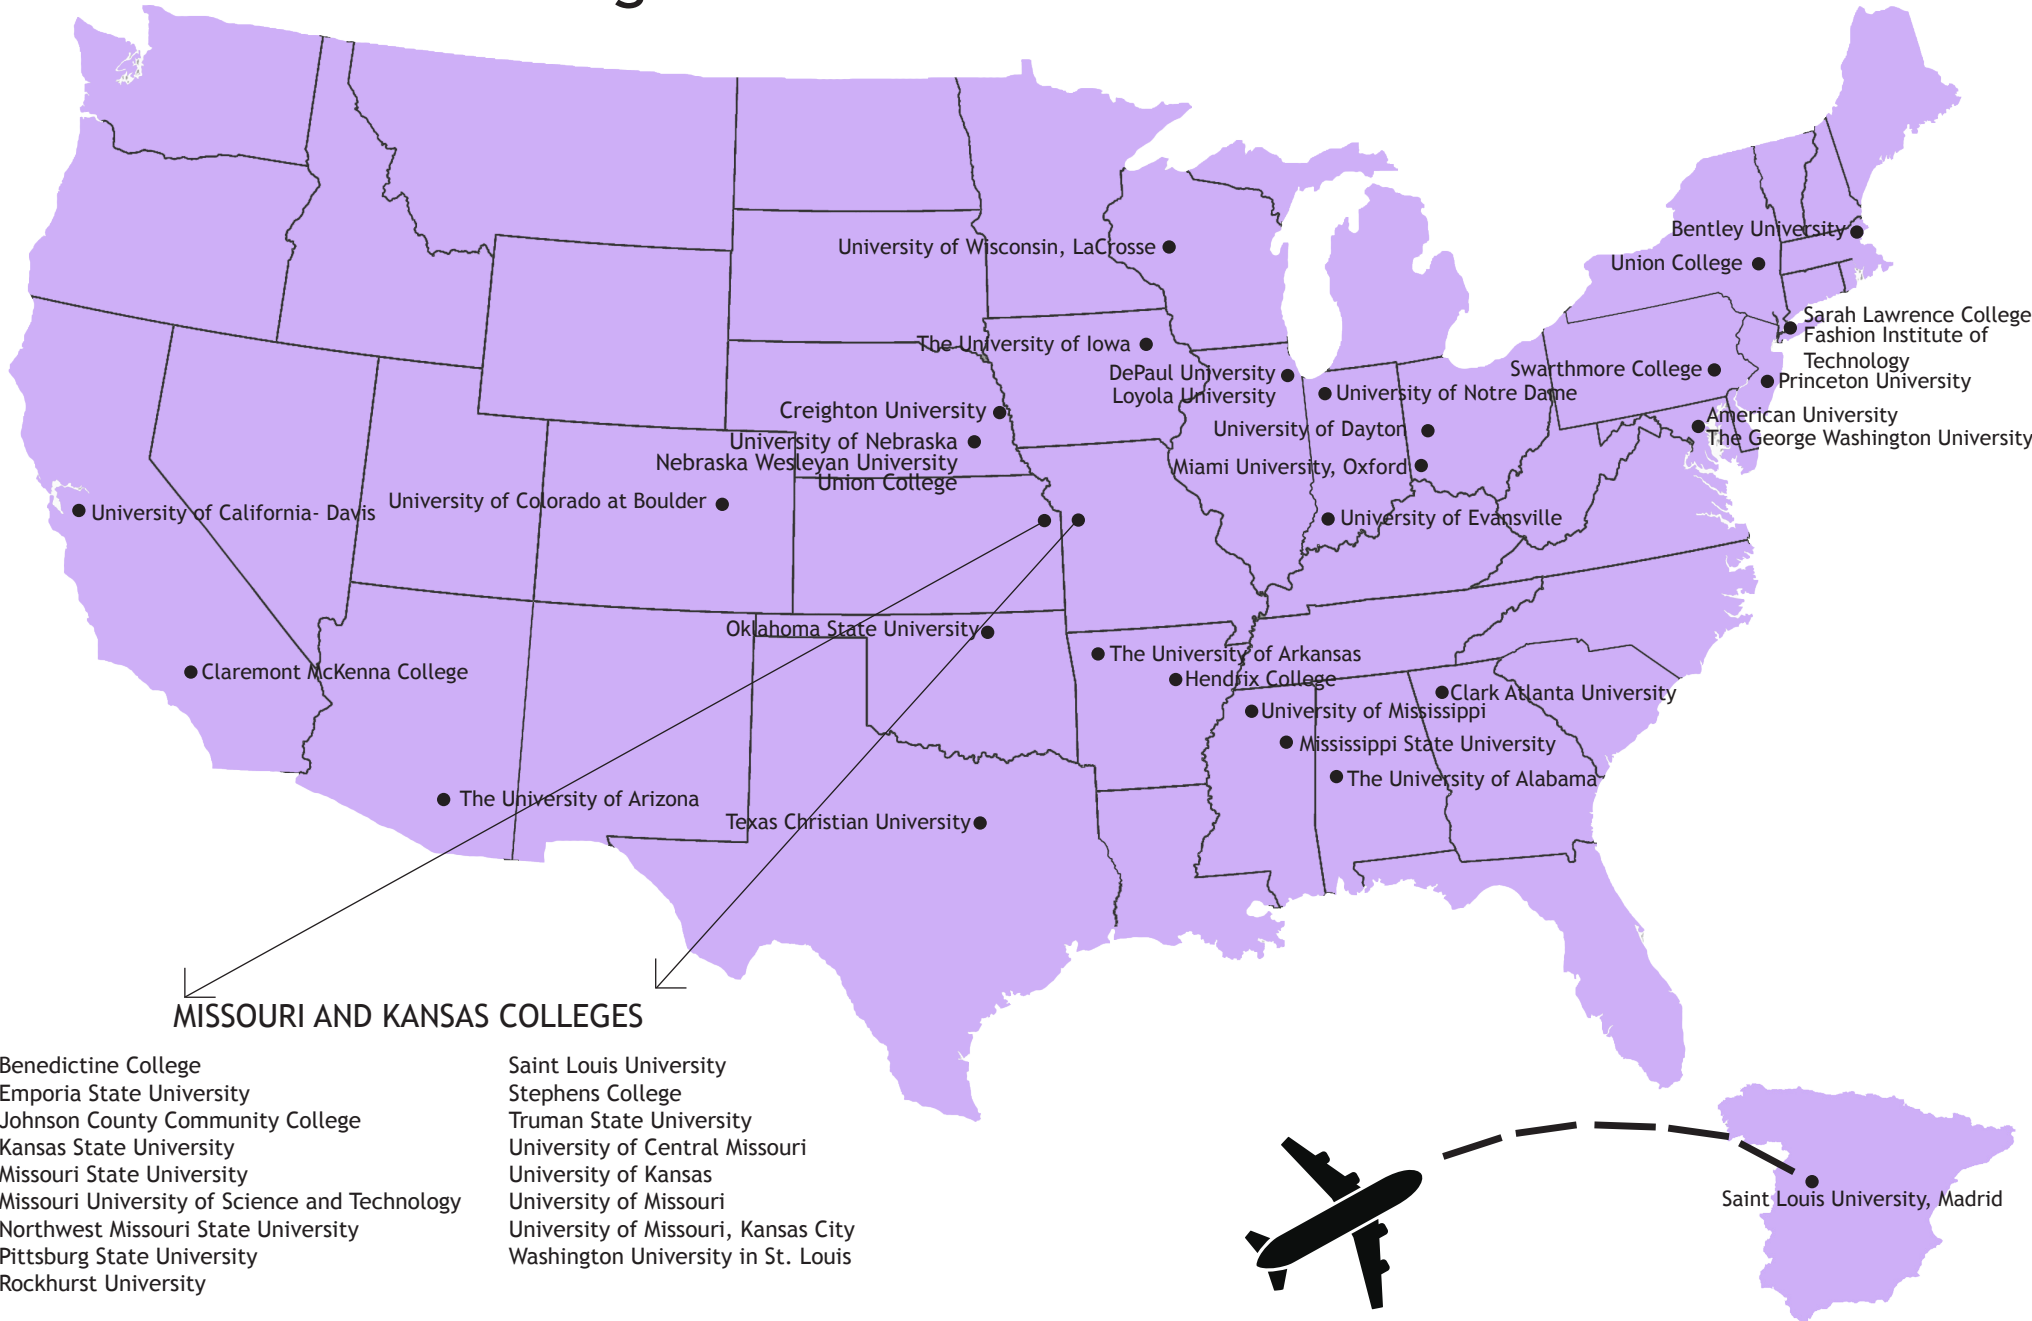 University of Wisconsin, LaCrosse
Bentley University
Union College
Sarah Lawrence College
Fashion Institute of
Technology
The University of Iowa
DePaul University
Loyola University
University of Notre Dame
Swarthmore College
Princeton University
Creighton University
American University
The George Washington University
University of Dayton
University of Nebraska
Nebraska Wesleyan University
Union College
Miami University, Oxford
University of California- Davis
University of Colorado at Boulder
University of Evansville
Oklahoma State University
The University of Arkansas
Hendrix College
Claremont McKenna College
Clark Atlanta University
University of Mississippi
Mississippi State University
The University of Alabama
The University of Arizona
Texas Christian University
MISSOURI AND KANSAS COLLEGES
Benedictine College
Emporia State University
Johnson County Community College
Kansas State University
Missouri State University
Missouri University of Science and Technology
Northwest Missouri State University
Pittsburg State University
Rockhurst University
Saint Louis University
Stephens College
Truman State University
University of Central Missouri
University of Kansas
University of Missouri
University of Missouri, Kansas City
Washington University in St. Louis
Saint Louis University, Madrid